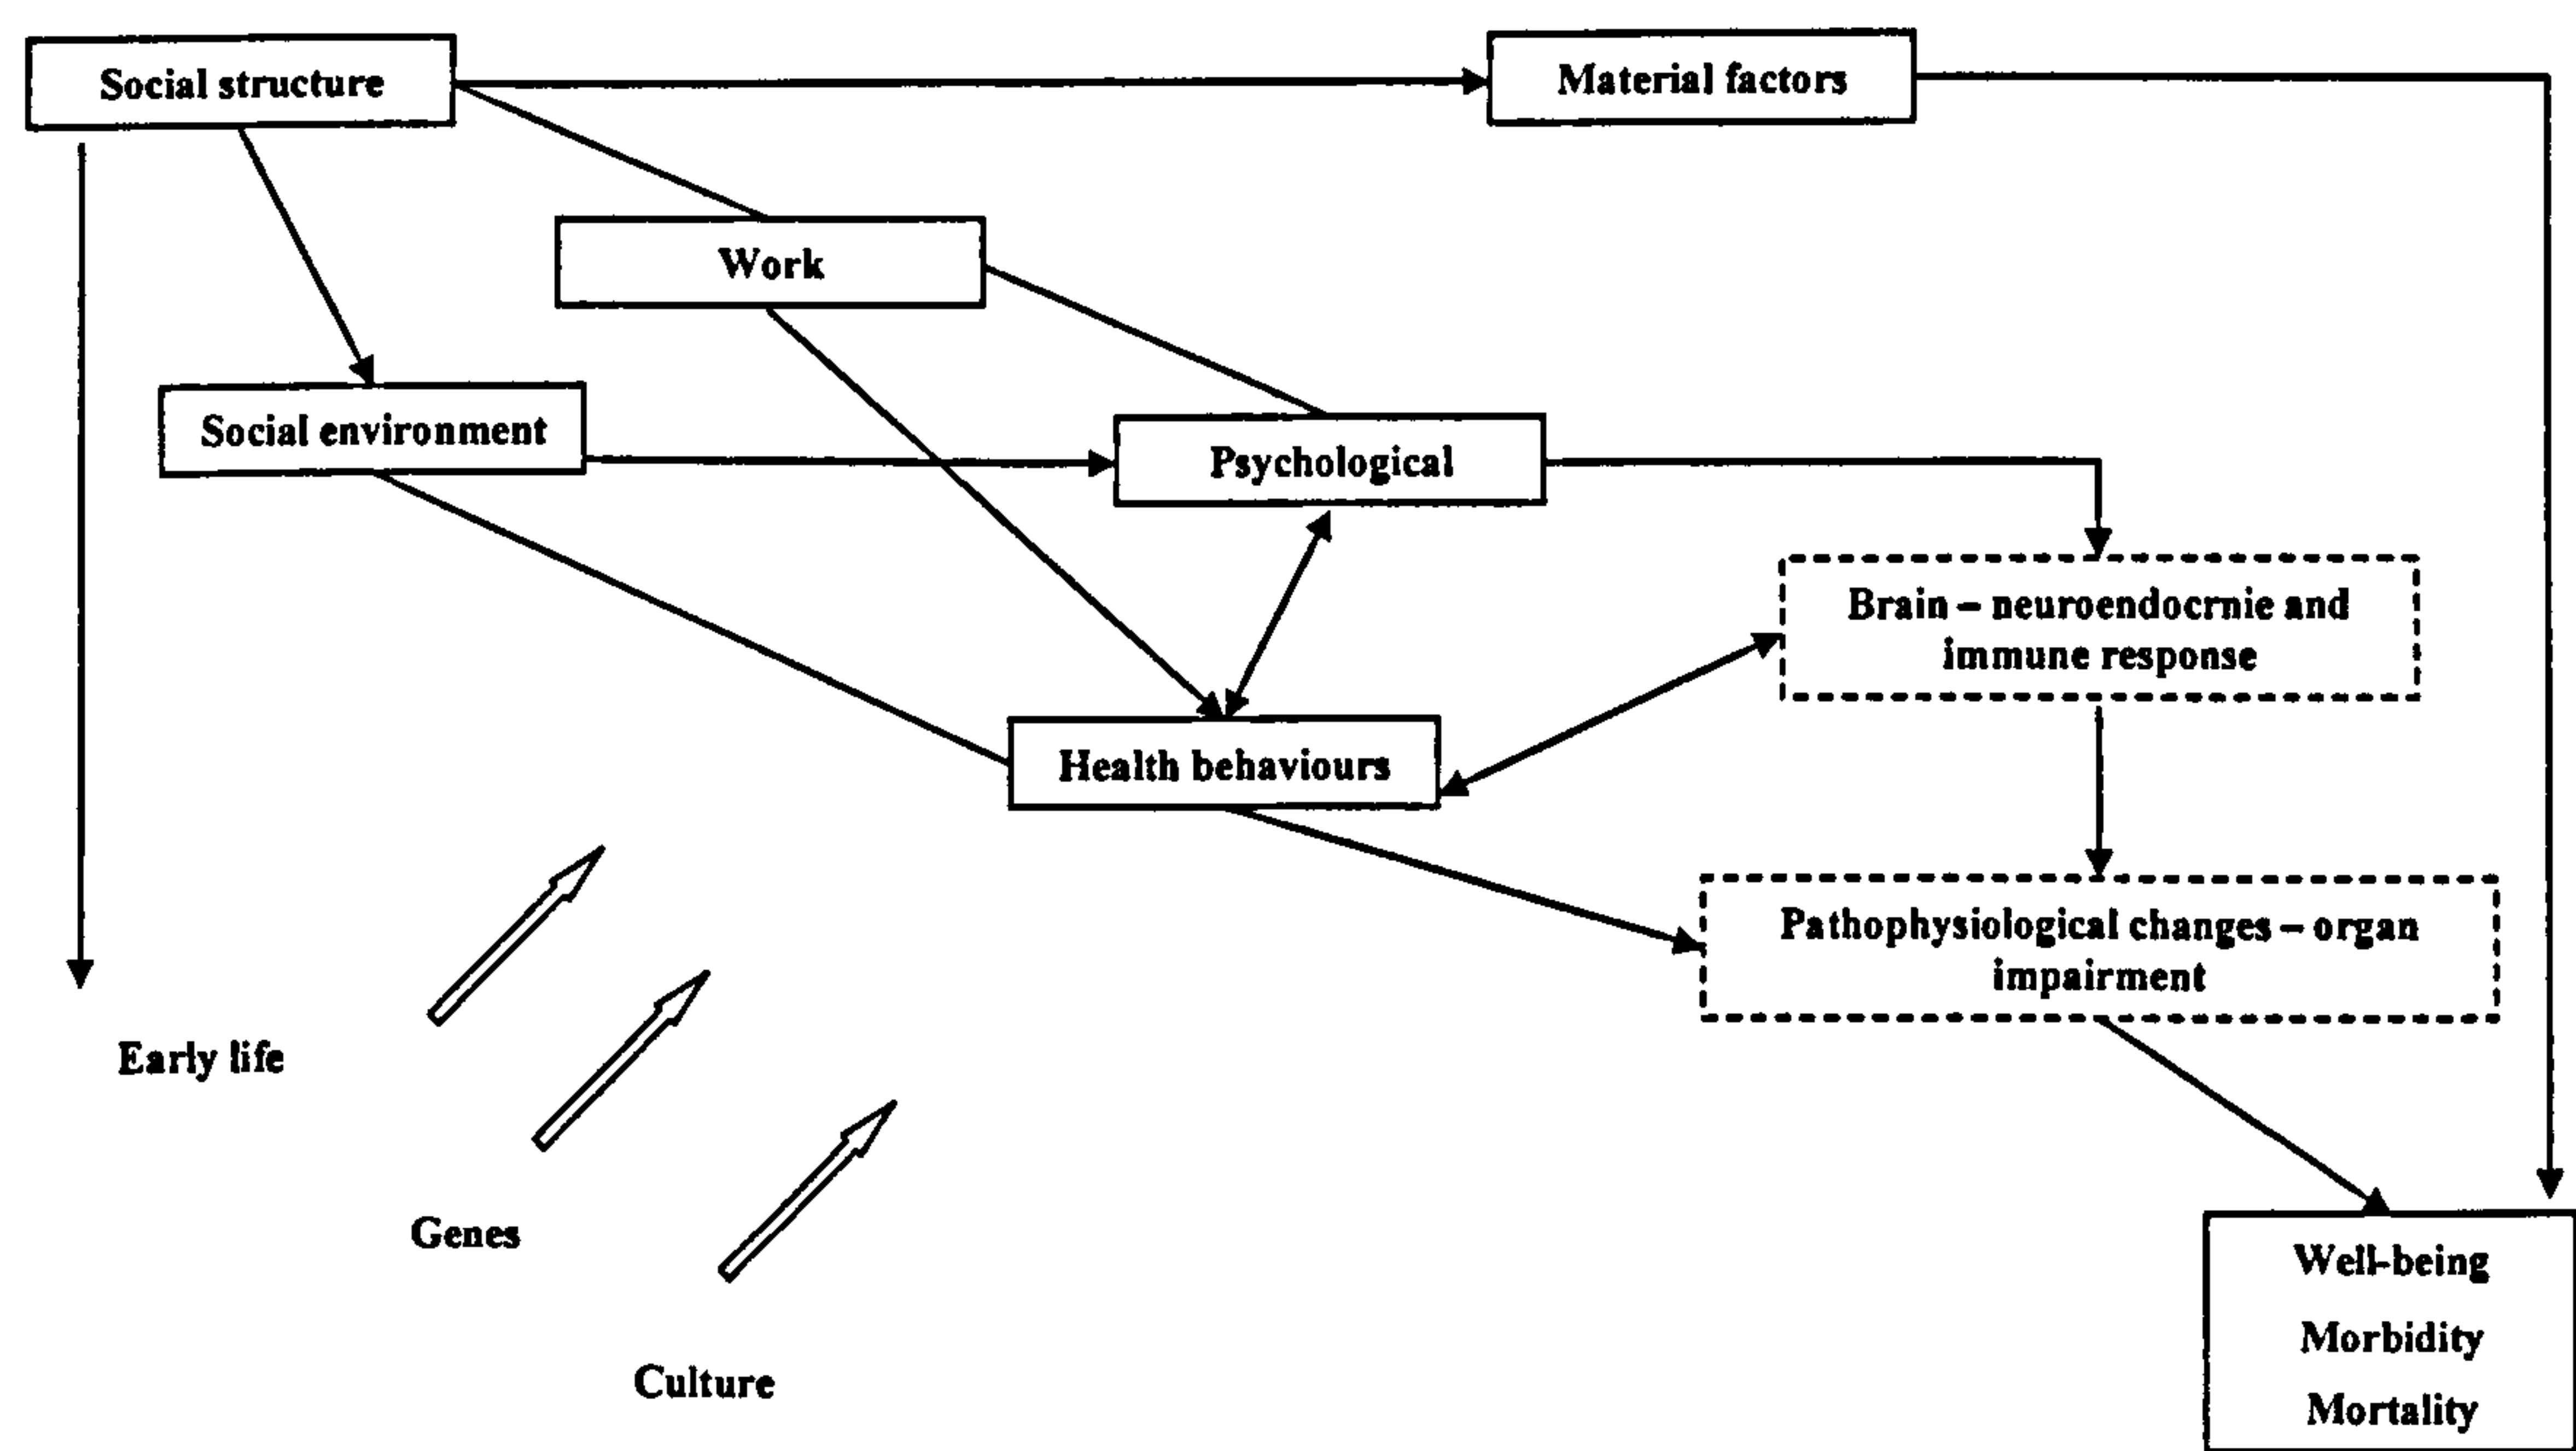 Social structure
Material factors
Work
Social environment
Psychological
Brain – neuroendocrnie and
immune response
Health behaviours
Pathophysiological changes – organ
impairment
Early life
Genes
Culture
Well-being
Morbidity
Mortality